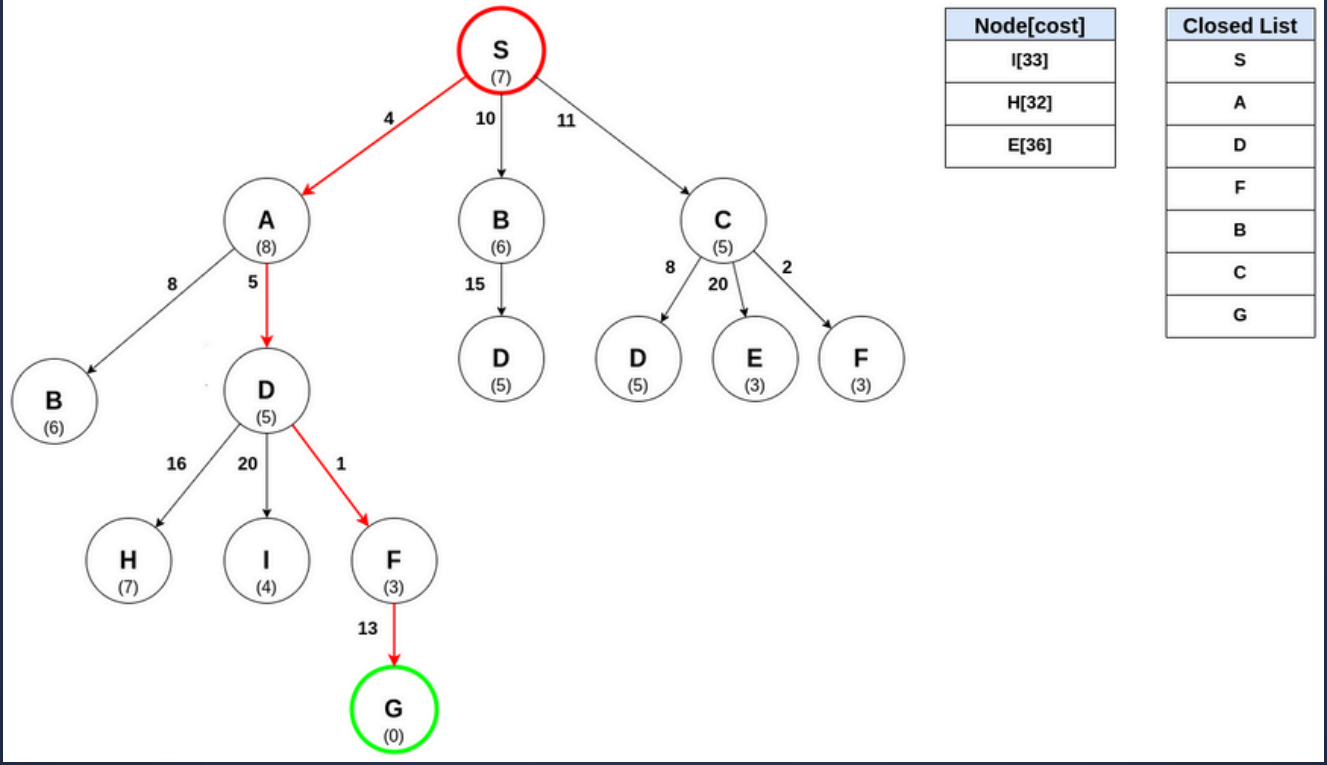 S
(7)
4
10
11
A
(8)
B
(6)
C
(5)
8
5
15
8
20
2
B
(6)
D
(5)
D
(5)
D
(5)
E
(3)
F
(3)
16
20
1
H
(7)
I
(4)
F
(3)
13
G
(0)
Node[cost]
I[33]
H[32]
E[36]
Closed List
S
A
D
F
B
C
G